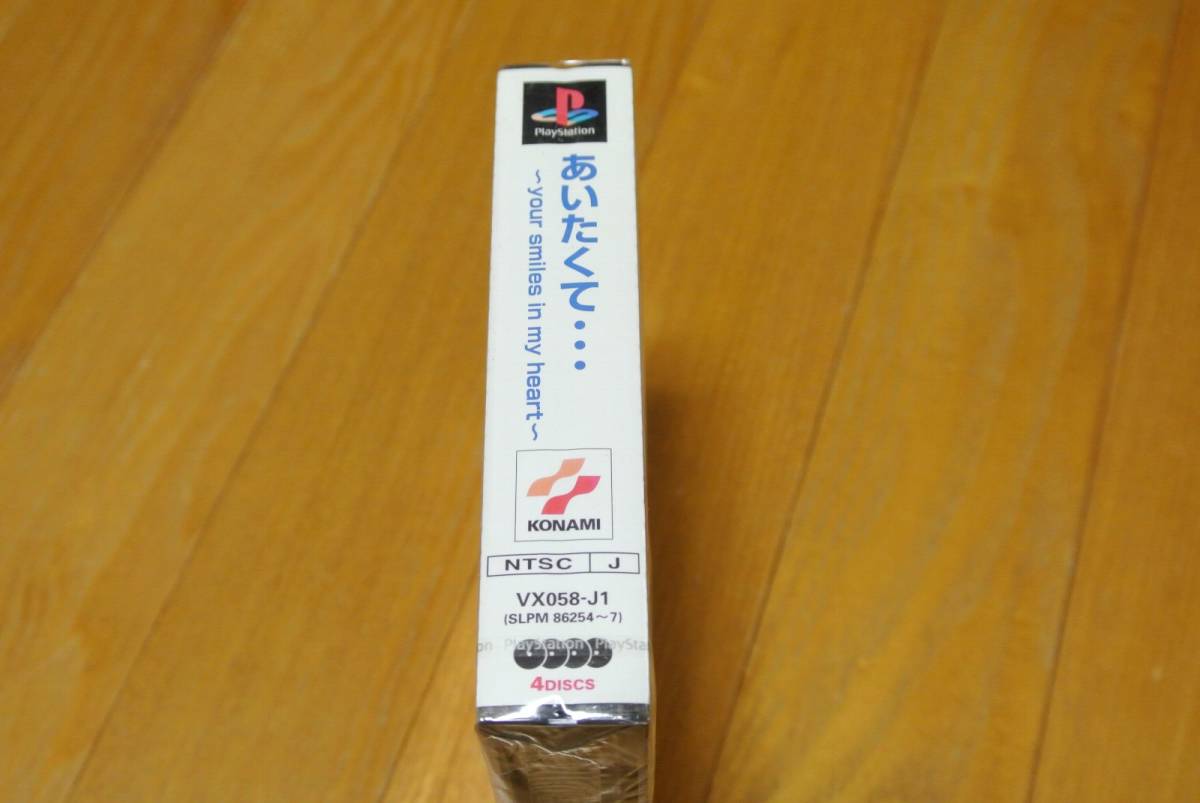 PlayStation
あいたくて・・・
～your smiles in my heart～
KONAMI
NTSC J
VX058-J1
(SLPM 86254～7)
PlayStation
4DISCS